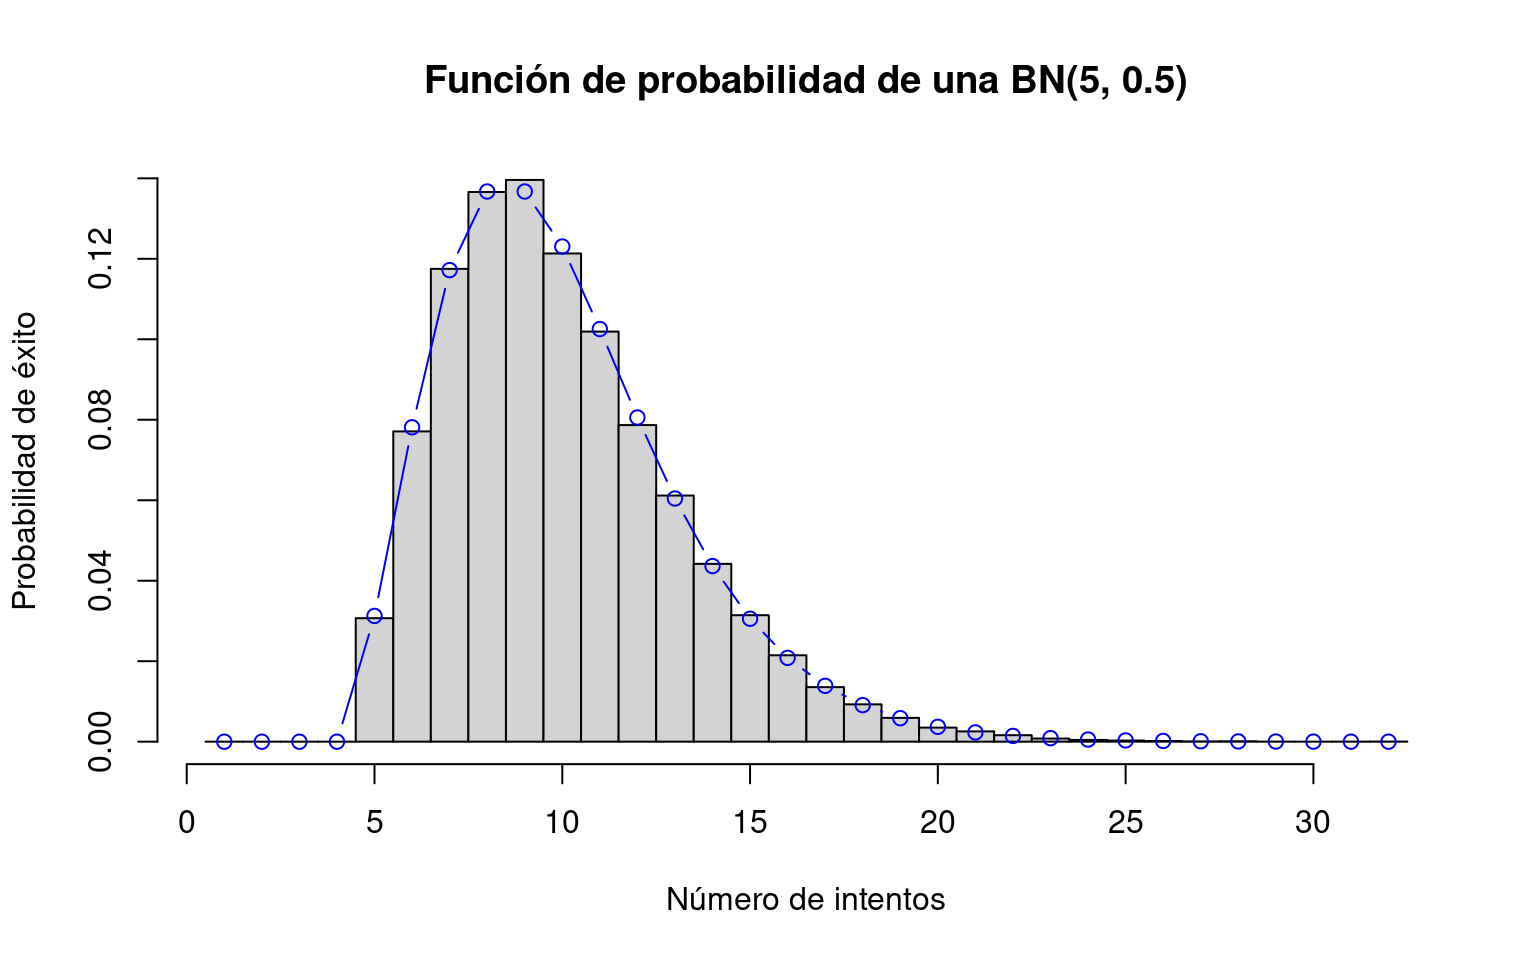 Función de probabilidad de una BN(5, 0.5)
Probabilidad de éxito
0.12
0.08
0.04
0.00
0 5 10 15 20 25 30
Número de intentos